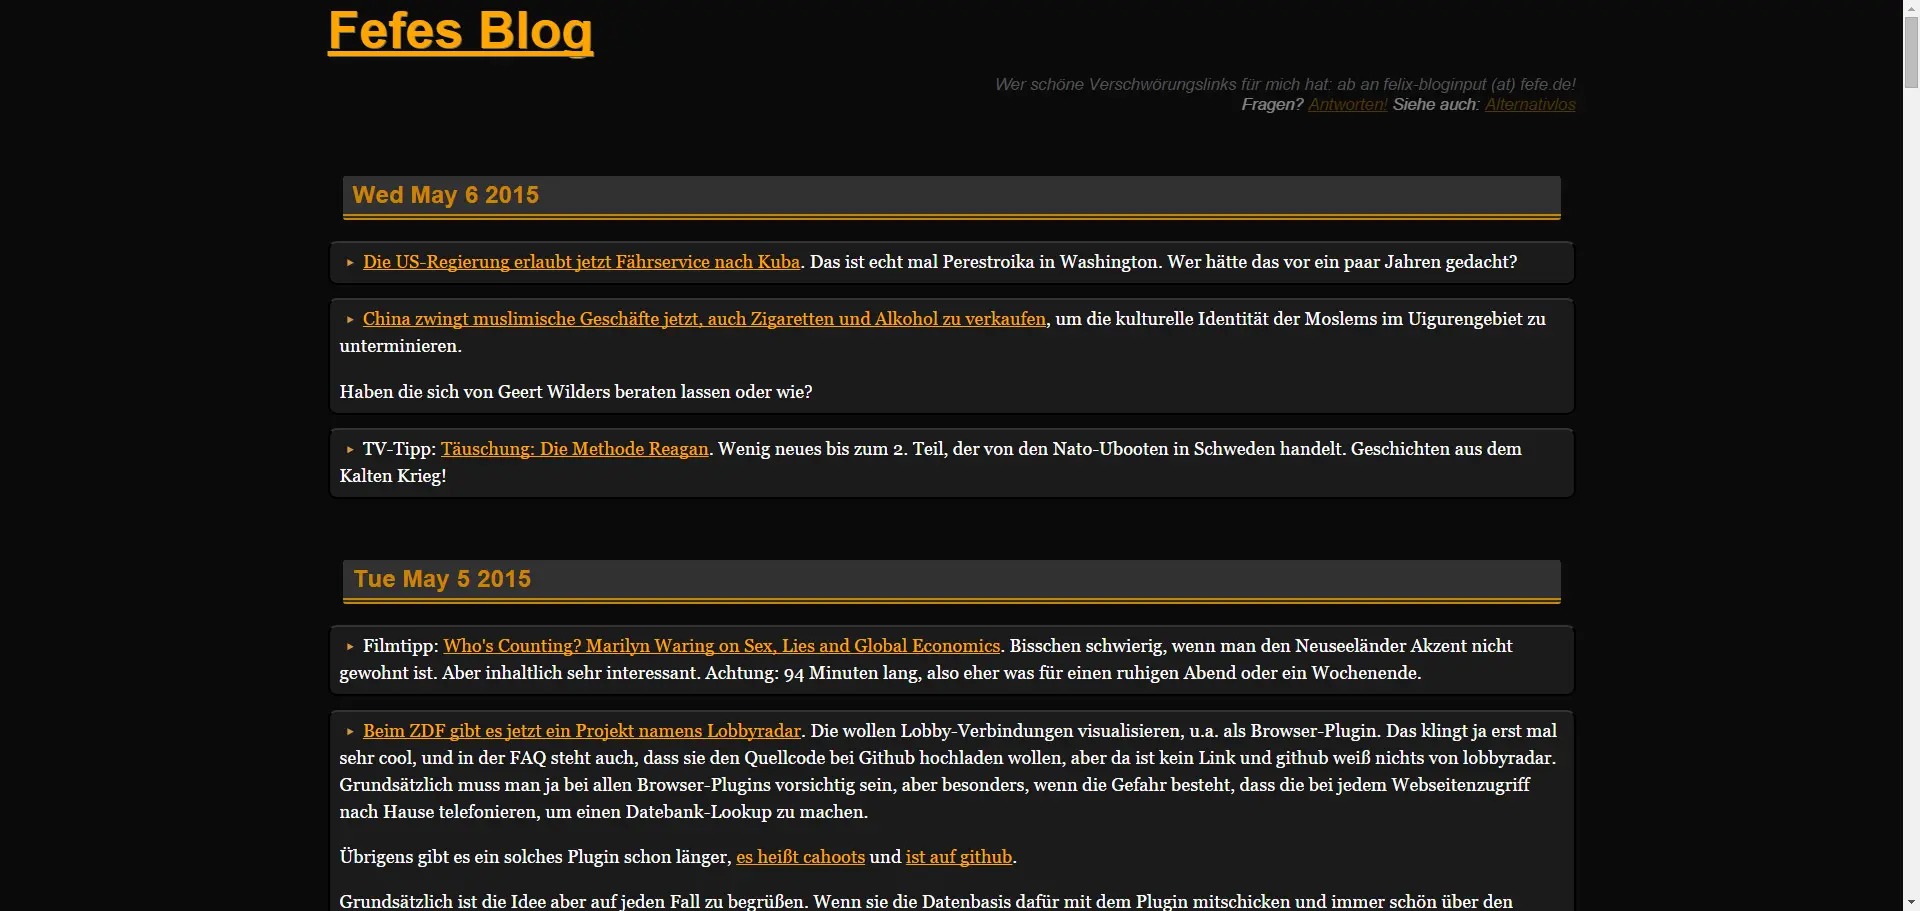 Fefes Blog
Wer schöne Verschwörungslinks für mich hat: ab an felix-bloginput (at) fefe.de!
Fragen? Antworten! Siehe auch: Alternativlos
Wed May 6 2015
Die US-Regierung erlaubt jetzt Fährservice nach Kuba. Das ist echt mal Perestroika in Washington. Wer hätte das vor ein paar Jahren gedacht?
China zwingt muslimische Geschäfte jetzt, auch Zigaretten und Alkohol zu verkaufen, um die kulturelle Identität der Moslems im Uigurengebiet zu
unterminieren.
Haben die sich von Geert Wilders beraten lassen oder wie?
TV-Tipp: Täuschung: Die Methode Reagan. Wenig neues bis zum 2. Teil, der von den Nato-Ubooten in Schweden handelt. Geschichten aus dem
Kalten Krieg!
Tue May 5 2015
Filmtipp: Who's Counting? Marilyn Waring on Sex, Lies and Global Economics. Bisschen schwierig, wenn man den Neuseeländer Akzent nicht
gewohnt ist. Aber inhaltlich sehr interessant. Achtung: 94 Minuten lang, also eher was für einen ruhigen Abend oder ein Wochenende.
Beim ZDF gibt es jetzt ein Projekt namens Lobbyradar. Die wollen Lobby-Verbindungen visualisieren, u.a. als Browser-Plugin. Das klingt ja erst mal
sehr cool, und in der FAQ steht auch, dass sie den Quellcode bei Github hochladen wollen, aber da ist kein Link und github weiß nichts von lobbyradar.
Grundsätzlich muss man ja bei allen Browser-Plugins vorsichtig sein, aber besonders, wenn die Gefahr besteht, dass die bei jedem Webseitenzugriff
nach Hause telefonieren, um einen Datebank-Lookup zu machen.
Übrigens gibt es ein solches Plugin schon länger, es heißt cahoots und ist auf github.
Grundsätzlich ist die Idee aber auf jeden Fall zu begrüßen. Wenn sie die Datenbasis dafür mit dem Plugin mitschicken und immer schön über den